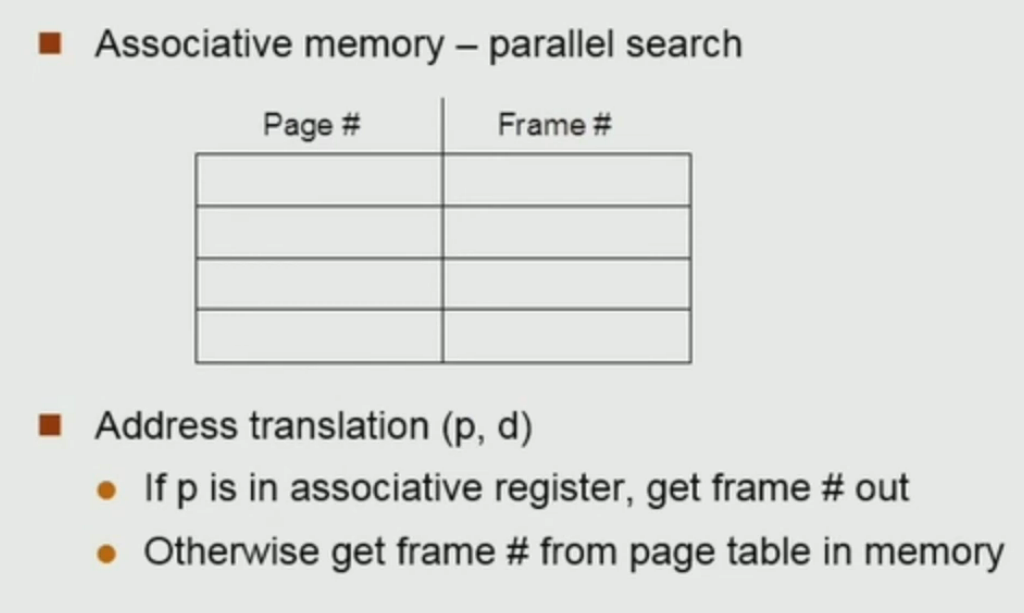 Associative memory – parallel search
Page # Frame #
Address translation (p, d)
If p is in associative register, get frame # out
Otherwise get frame # from page table in memory